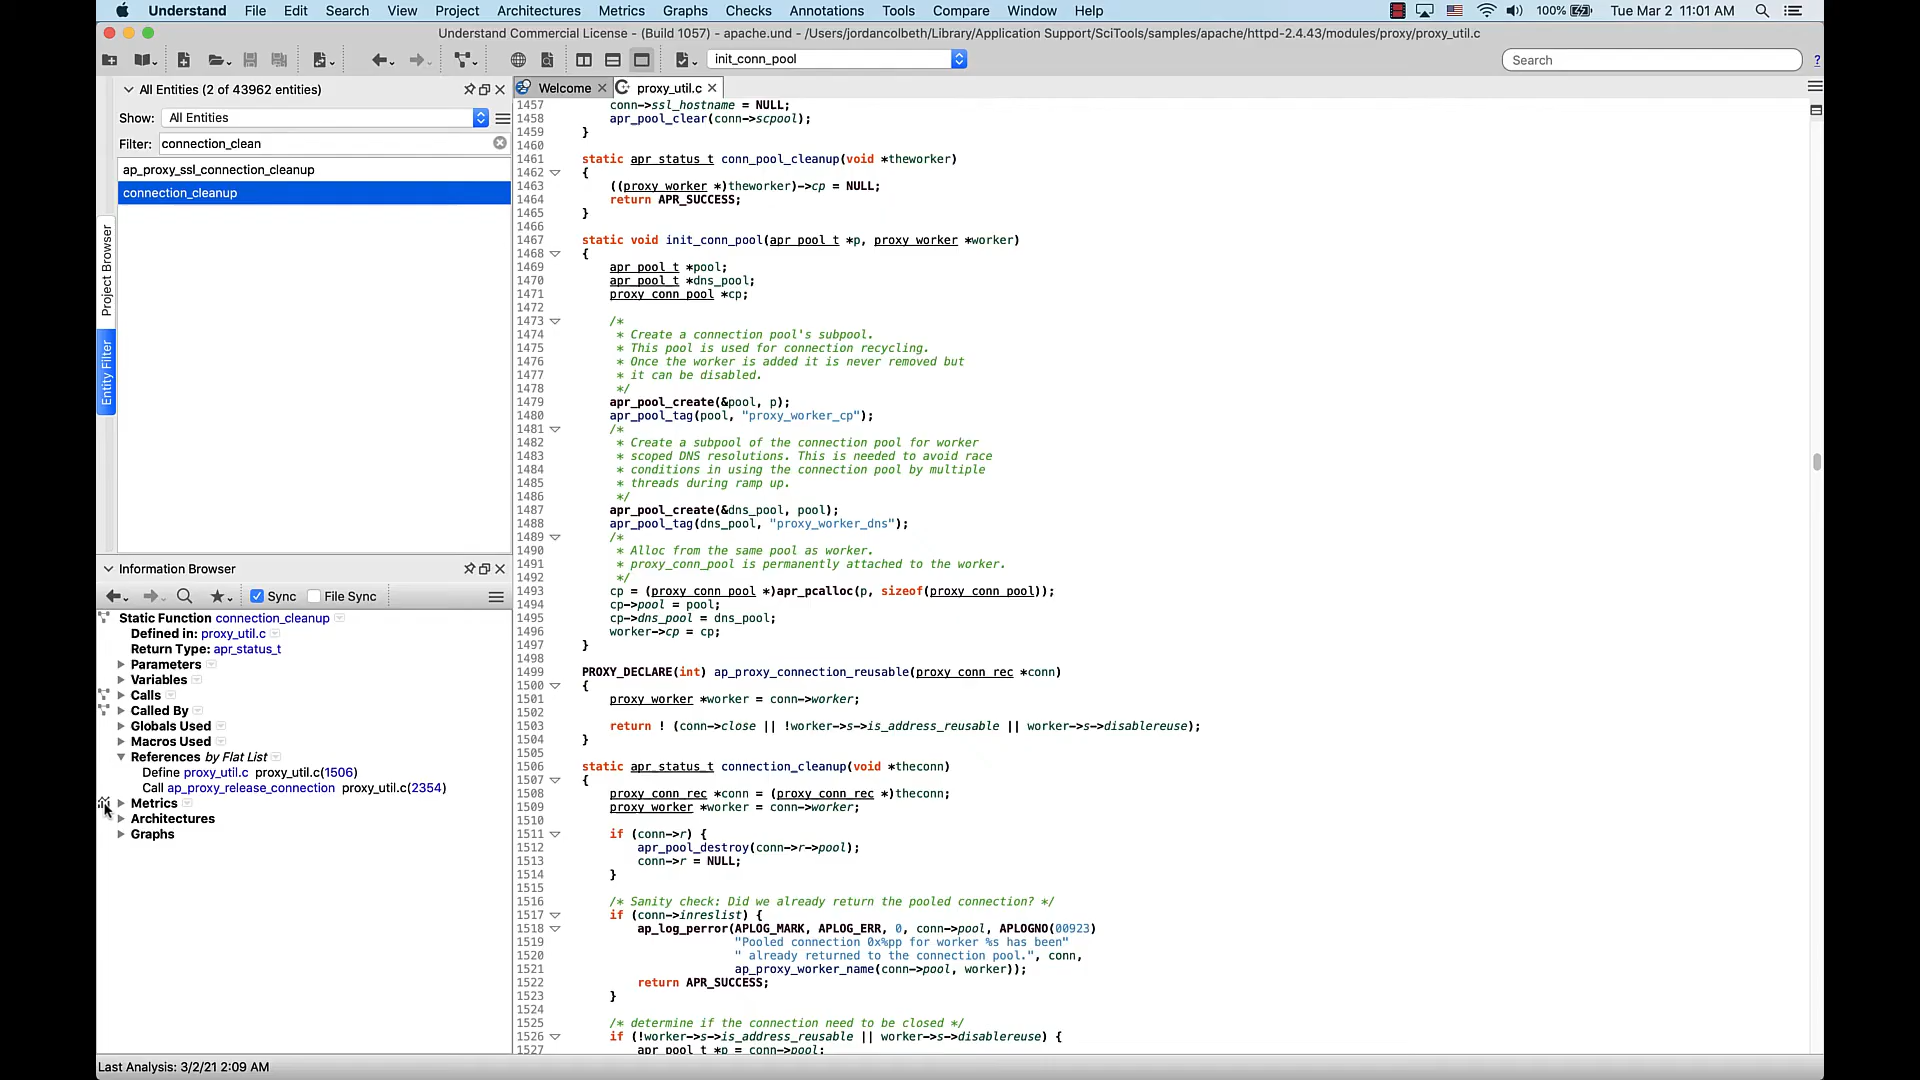 Understand File Edit Search View Project Architectures Metrics Graphs Checks Annotations Tools Compare Window Help 100% Tue Mar 2 11:01 AM
Understand Commercial License - (Build 1057) - apache.und - /Users/jordancolbeth/Library/Application Support/SciTools/samples/apache/httpd-2.4.43/modules/proxy/proxy_util.c
init_conn_pool
Search ?
All Entities (2 of 43962 entities)
Show: All Entities
Filter: connection_clean
ap_proxy_ssl_connection_cleanup
connection_cleanup
Project Browser
Entity Filter
Information Browser
Sync File Sync
Static Function connection_cleanup
Defined in: proxy_util.c
Return Type: apr_status_t
Parameters
Variables
Calls
Called By
Globals Used
Macros Used
References by Flat List
Define proxy_util.c proxy_util.c(1506)
Call ap_proxy_release_connection proxy_util.c(2354)
Metrics
Architectures
Graphs
Welcome proxy_util.c
1457 conn->ssl_hostname = NULL;
1458 apr_pool_clear(conn->scpool);
1459 }
1460
1461 static apr_status_t conn_pool_cleanup(void *theworker)
1462 {
1463 ((proxy_worker *)theworker)->cp = NULL;
1464 return APR_SUCCESS;
1465 }
1466
1467 static void init_conn_pool(apr_pool_t *p, proxy_worker *worker)
1468 {
1469 apr_pool_t *pool;
1470 apr_pool_t *dns_pool;
1471 proxy_conn_pool *cp;
1472
1473 /*
1474 * Create a connection pool's subpool.
1475 * This pool is used for connection recycling.
1476 * Once the worker is added it is never removed but
1477 * it can be disabled.
1478 */
1479 apr_pool_create(&pool, p);
1480 apr_pool_tag(pool, "proxy_worker_cp");
1481 /*
1482 * Create a subpool of the connection pool for worker
1483 * scoped DNS resolutions. This is needed to avoid race
1484 * conditions in using the connection pool by multiple
1485 * threads during ramp up.
1486 */
1487 apr_pool_create(&dns_pool, pool);
1488 apr_pool_tag(dns_pool, "proxy_worker_dns");
1489 /*
1490 * Alloc from the same pool as worker.
1491 * proxy_conn_pool is permanently attached to the worker.
1492 */
1493 cp = (proxy_conn_pool *)apr_pcalloc(p, sizeof(proxy_conn_pool));
1494 cp->pool = pool;
1495 cp->dns_pool = dns_pool;
1496 worker->cp = cp;
1497 }
1498
1499 PROXY_DECLARE(int) ap_proxy_connection_reusable(proxy_conn_rec *conn)
1500 {
1501 proxy_worker *worker = conn->worker;
1502
1503 return ! (conn->close || !worker->s->is_address_reusable || worker->s->disablereuse);
1504 }
1505
1506 static apr_status_t connection_cleanup(void *theconn)
1507 {
1508 proxy_conn_rec *conn = (proxy_conn_rec *)theconn;
1509 proxy_worker *worker = conn->worker;
1510
1511 if (conn->r) {
1512 apr_pool_destroy(conn->r->pool);
1513 conn->r = NULL;
1514 }
1515
1516 /* Sanity check: Did we already return the pooled connection? */
1517 if (conn->inreslist) {
1518 ap_log_perror(APLOG_MARK, APLOG_ERR, 0, conn->pool, APLOGNO(00923)
1519 "Pooled connection 0x%pp for worker %s has been"
1520 " already returned to the connection pool.", conn,
1521 ap_proxy_worker_name(conn->pool, worker));
1522 return APR_SUCCESS;
1523 }
1524
1525 /* determine if the connection need to be closed */
1526 if (!worker->s->is_address_reusable || worker->s->disablereuse) {
1527 apr_pool_t *p = conn->pool;
Last Analysis: 3/2/21 2:09 AM